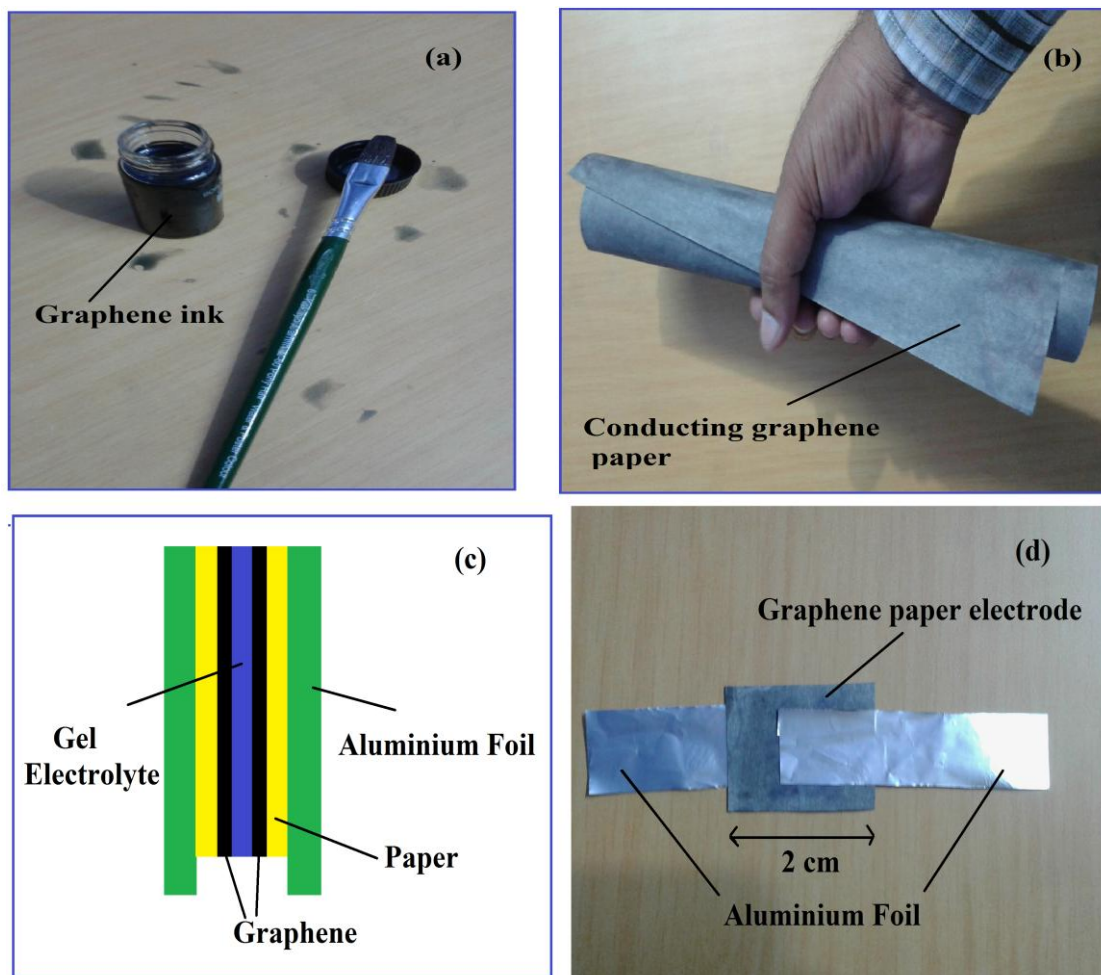 (a)
Graphene ink
(b)
Conducting graphene
paper
(c)
Gel
Electrolyte
Aluminium Foil
Paper
Graphene
(d)
Graphene paper electrode
2 cm
Aluminium Foil